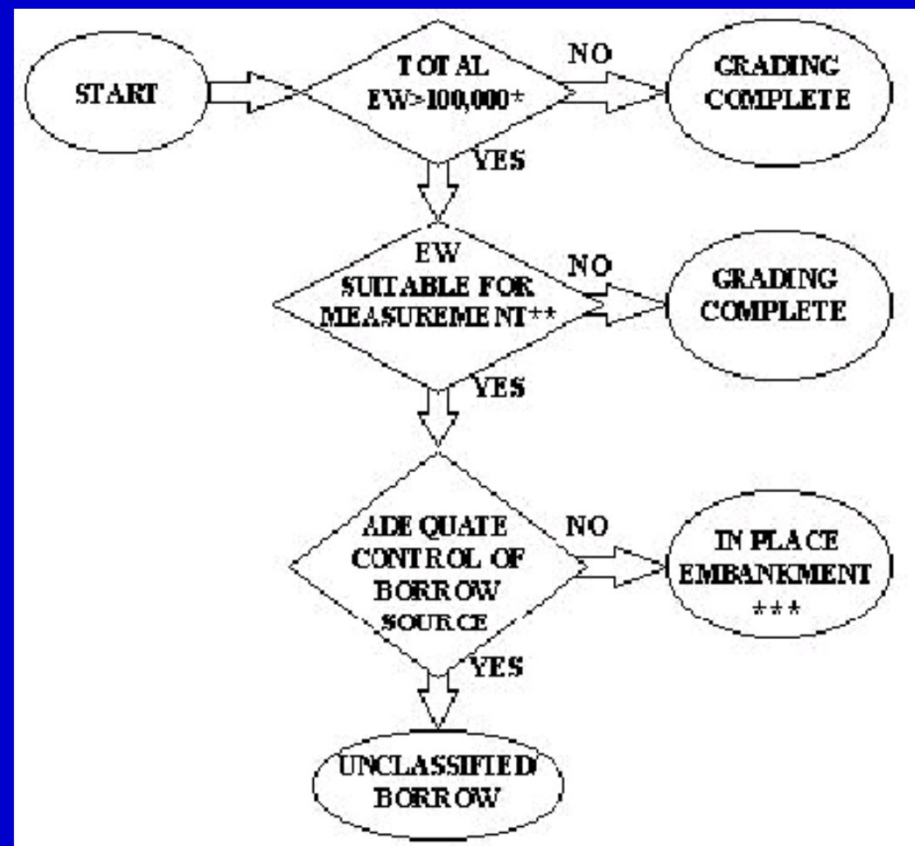 START
TOTAL
EW>100,000*
NO
GRADING
COMPLETE
YES
EW
SUITABLE FOR
MEASUREMENT**
NO
GRADING
COMPLETE
YES
ADEQUATE
CONTROL OF
BORROW
SOURCE
NO
IN PLACE
EMBANKMENT
***
YES
UNCLASSIFIED
BORROW